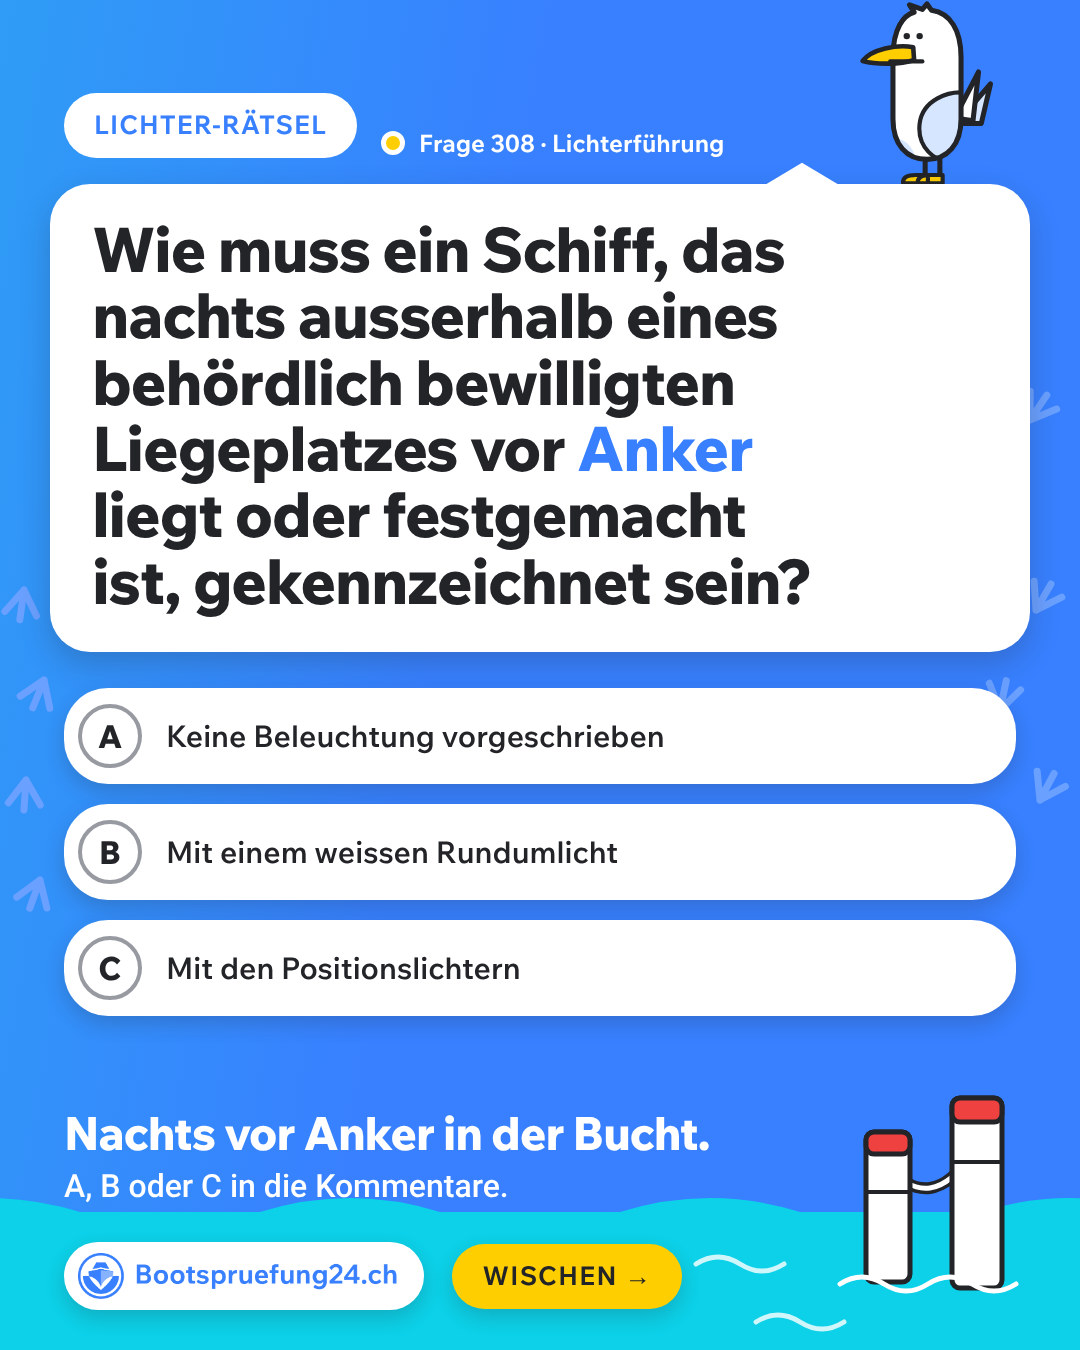 LICHTER-RÄTSEL
Frage 308 · Lichterführung
Wie muss ein Schiff, das
nachts ausserhalb eines
behördlich bewilligten
Liegeplatzes vor Anker
liegt oder festgemacht
ist, gekennzeichnet sein?
A Keine Beleuchtung vorgeschrieben
B Mit einem weissen Rundumlicht
C Mit den Positionslichtern
Nachts vor Anker in der Bucht.
A, B oder C in die Kommentare.
Bootspruefung24.ch
WISCHEN →